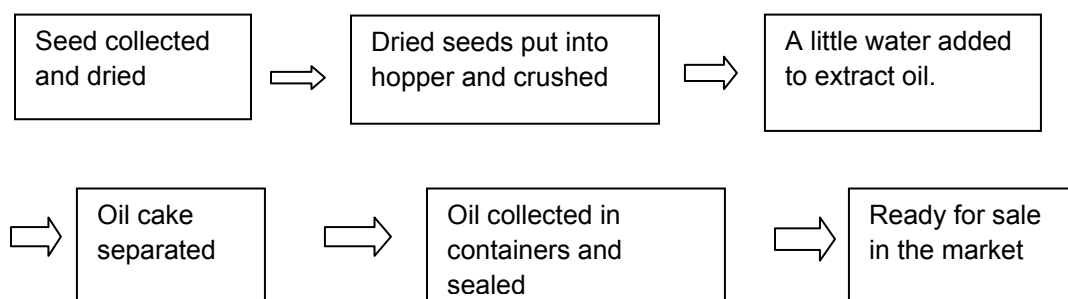 Seed collected
and dried
Dried seeds put into
hopper and crushed
A little water added
to extract oil.
Oil cake
separated
Oil collected in
containers and
sealed
Ready for sale
in the market